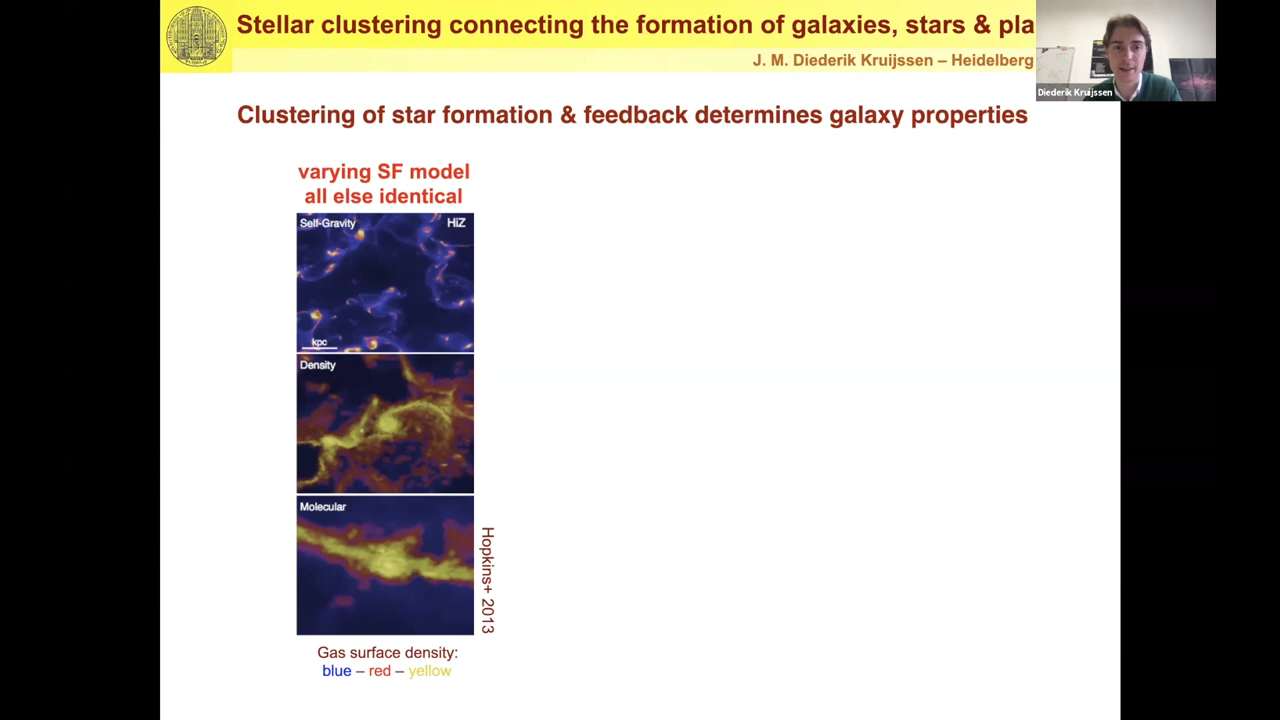 Stellar clustering connecting the formation of galaxies, stars & pla
J. M. Diederik Kruijssen – Heidelberg
Diederik Kruijssen
Clustering of star formation & feedback determines galaxy properties
varying SF model
all else identical
Self-Gravity HiZ
kpc
Density
Molecular
Hopkins+ 2013
Gas surface density:
blue – red – yellow